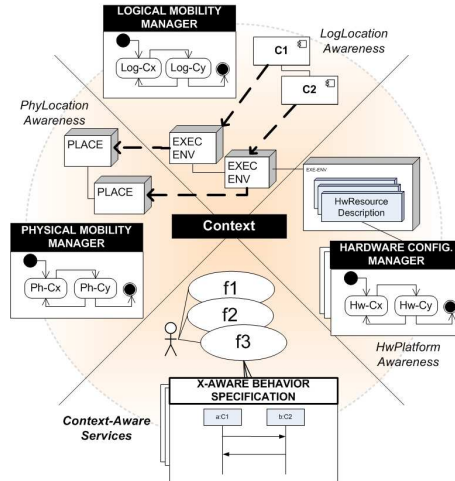 LOGICAL MOBILITY
MANAGER
Log-Cx
Log-Cy
C1
LogLocation
Awareness
C2
PhyLocation
Awareness
PLACE
EXEC
ENV
EXEC
ENV
PLACE
EXE-ENV
HwResource
Description
Context
PHYSICAL MOBILITY
MANAGER
Ph-Cx
Ph-Cy
HARDWARE CONFIG.
MANAGER
Hw-Cx
Hw-Cy
f1
f2
f3
HwPlatform
Awareness
X-AWARE BEHAVIOR
SPECIFICATION
Context-Aware
Services
a:C1
b:C2